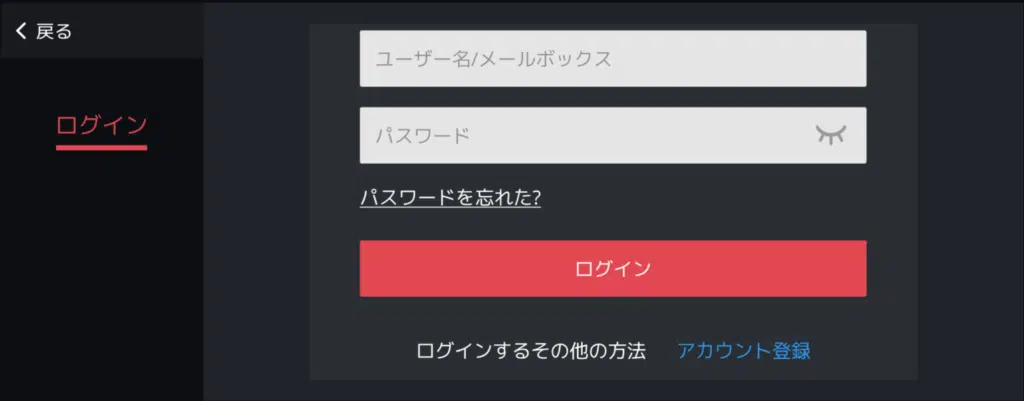 戻る
ログイン
ユーザー名/メールボックス
パスワード
パスワードを忘れた?
ログイン
ログインするその他の方法 アカウント登録